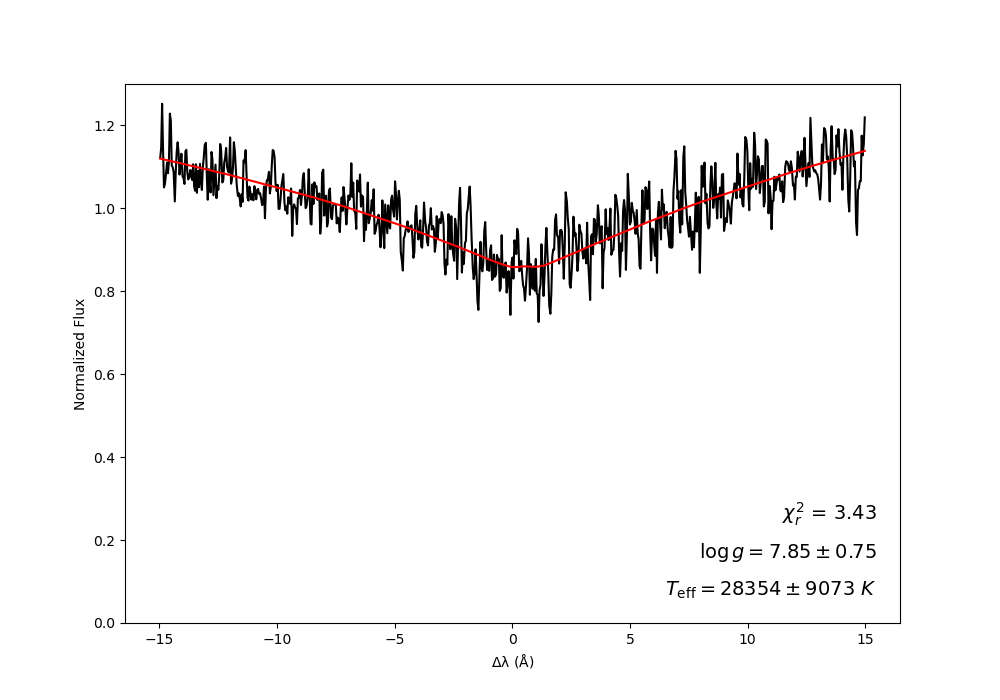 1.2
1.0
0.8
0.6
0.4
0.2
0.0
Normalized Flux
χ²ᵣ = 3.43
log g = 7.85 ± 0.75
T_eff = 28354 ± 9073 K
−15 −10 −5 0 5 10 15
Δλ (Å)